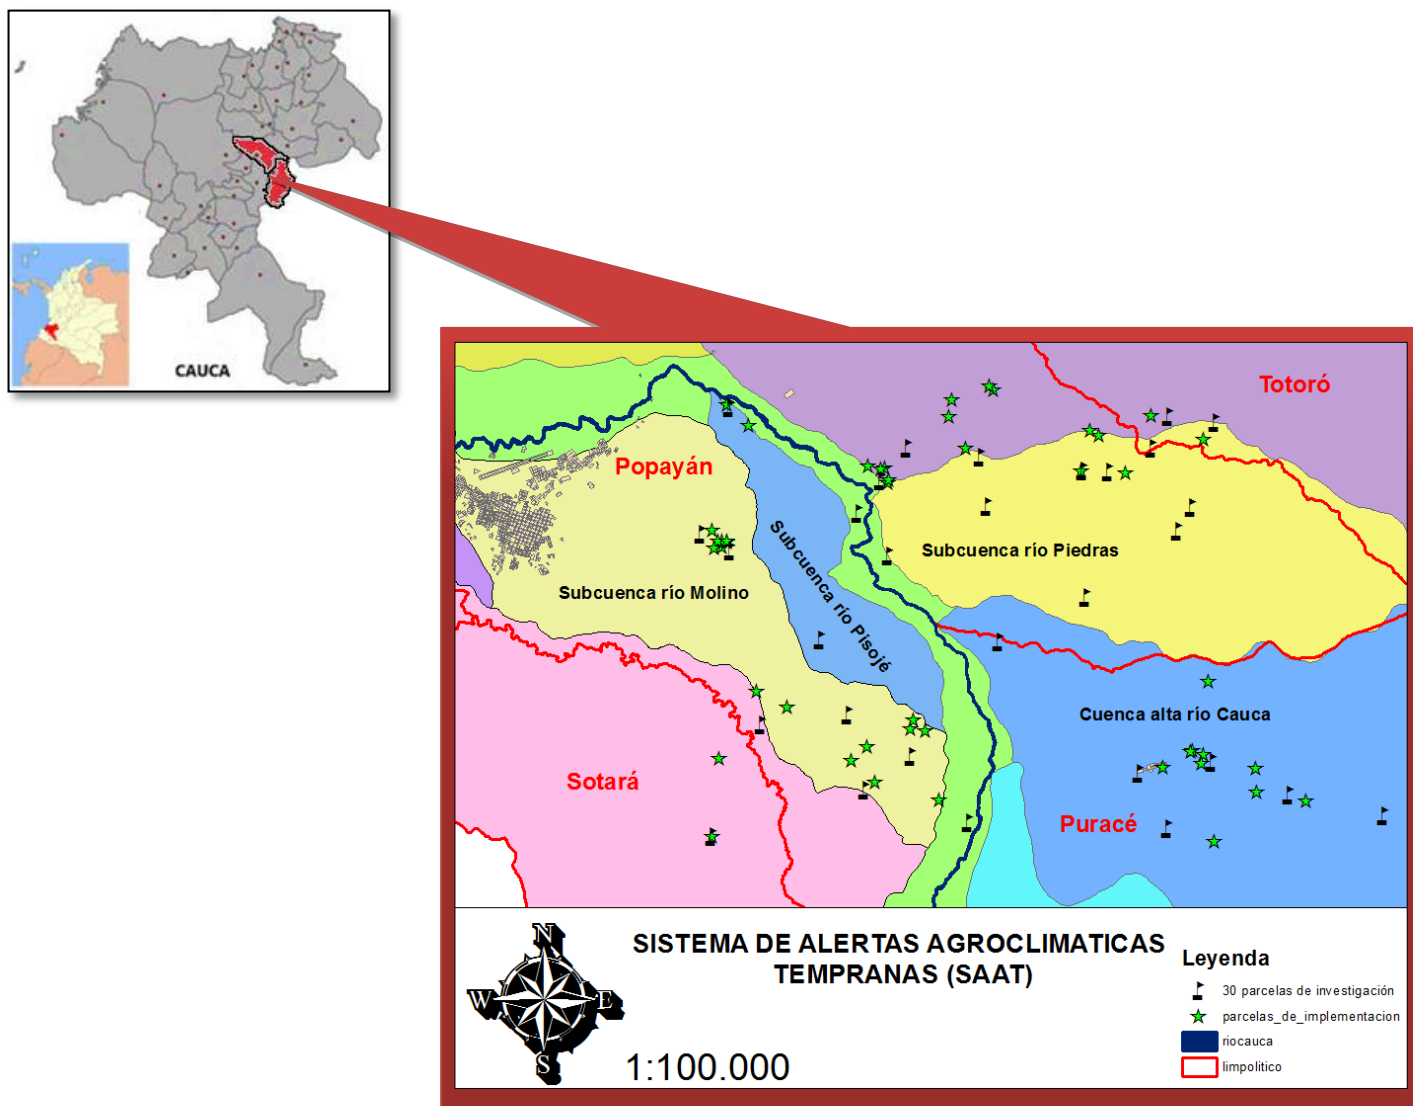 CAUCA
Totoró
Popayán
Subcuenca río Piedras
Subcuenca río Pisojé
Subcuenca río Molino
Cuenca alta río Cauca
Sotará
Puracé
N
W
E
S
SISTEMA DE ALERTAS AGROCLIMATICAS
TEMPRANAS (SAAT)
1:100.000
Leyenda
30 parcelas de investigación
parcelas_de_implementacion
riocauca
limpolitico